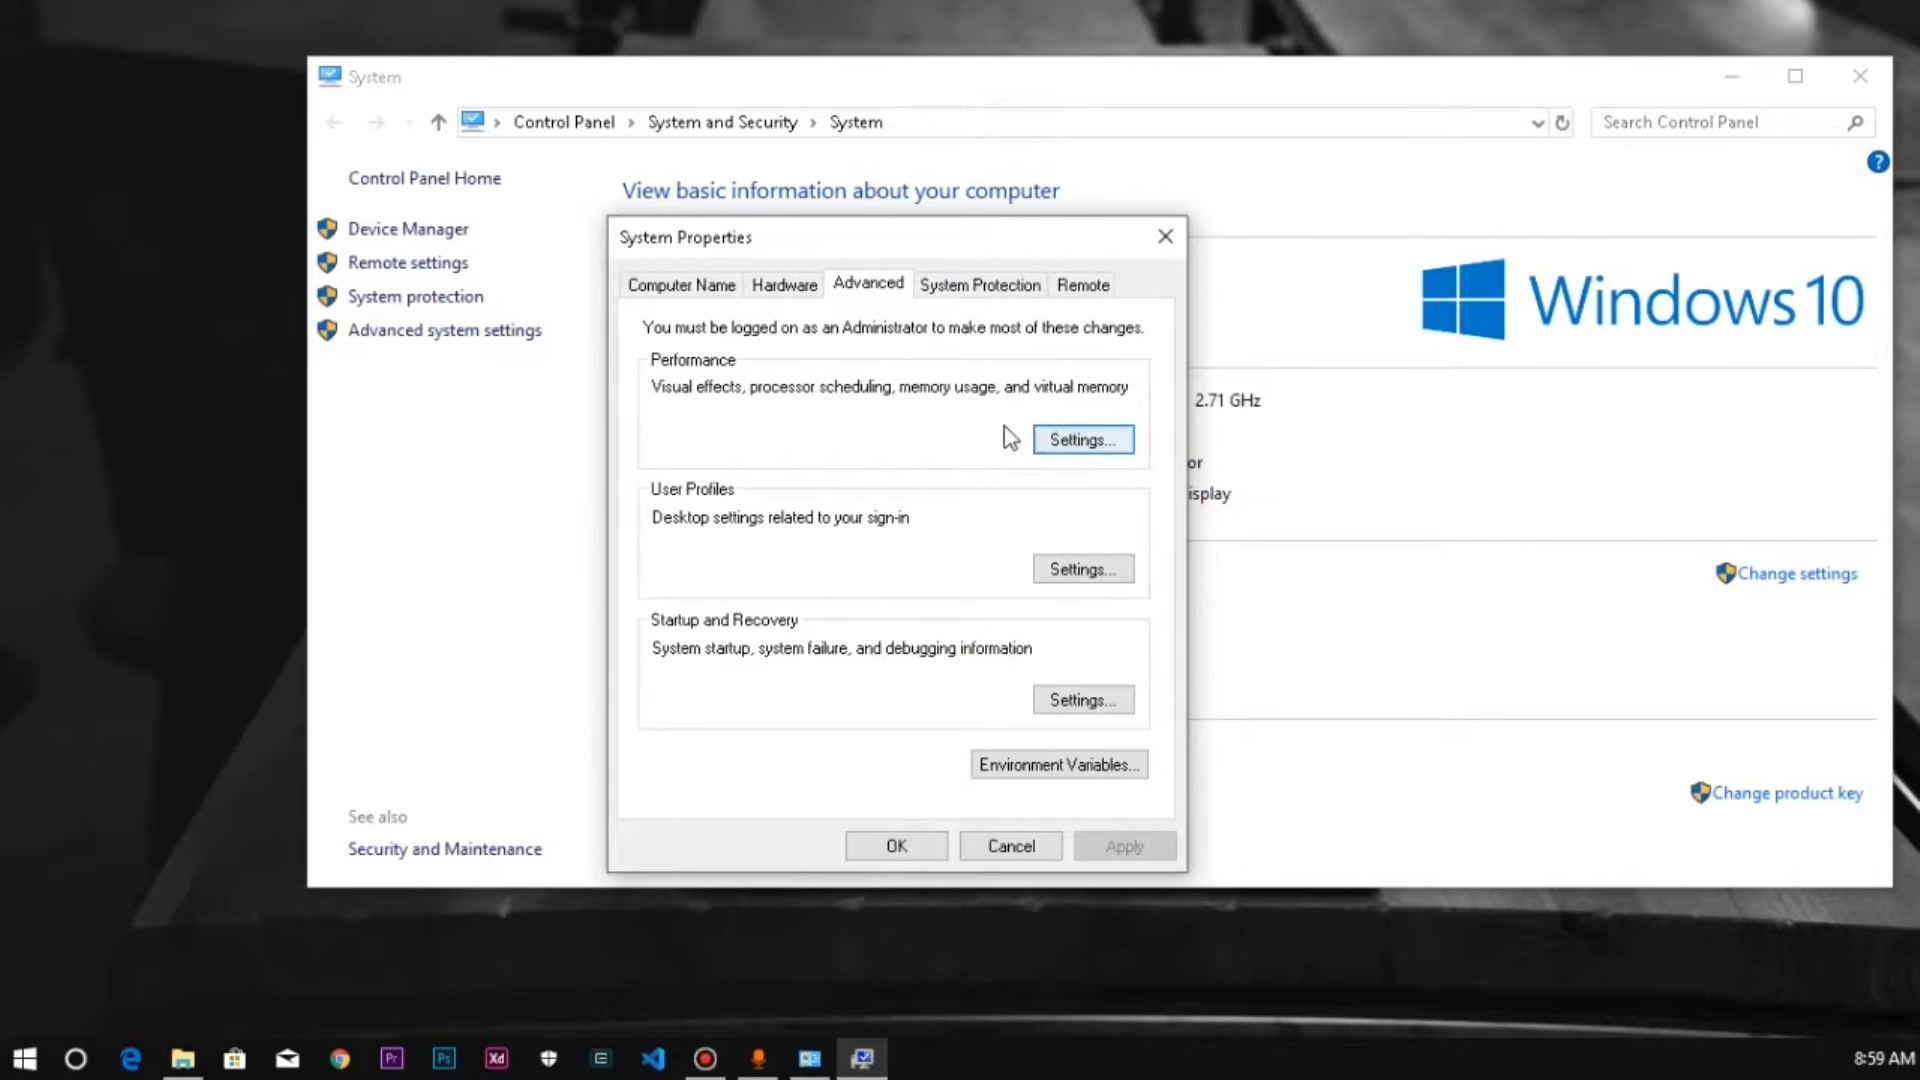 System
Control Panel > System and Security > System
Search Control Panel
?
Control Panel Home
Device Manager
Remote settings
System protection
Advanced system settings
See also
Security and Maintenance
View basic information about your computer
Windows 10
2.71 GHz
or
isplay
Change settings
Change product key
System Properties
Computer Name Hardware Advanced System Protection Remote
You must be logged on as an Administrator to make most of these changes.
Performance
Visual effects, processor scheduling, memory usage, and virtual memory
Settings...
User Profiles
Desktop settings related to your sign-in
Settings...
Startup and Recovery
System startup, system failure, and debugging information
Settings...
Environment Variables...
OK Cancel Apply
Pr Ps Xd
8:59 AM